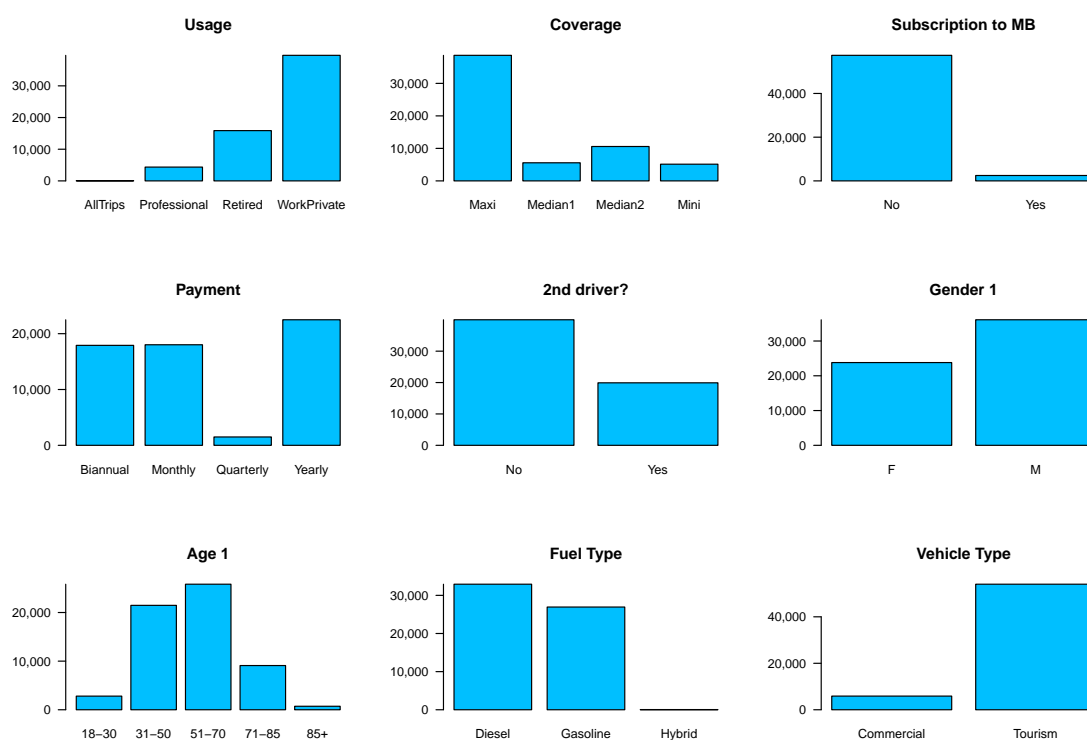 Usage
30,000
20,000
10,000
0
AllTrips Professional Retired WorkPrivate
Coverage
30,000
20,000
10,000
0
Maxi Median1 Median2 Mini
Subscription to MB
40,000
20,000
0
No Yes
Payment
20,000
10,000
0
Biannual Monthly Quarterly Yearly
2nd driver?
30,000
20,000
10,000
0
No Yes
Gender 1
30,000
20,000
10,000
0
F M
Age 1
20,000
10,000
0
18–30 31–50 51–70 71–85 85+
Fuel Type
30,000
20,000
10,000
0
Diesel Gasoline Hybrid
Vehicle Type
40,000
20,000
0
Commercial Tourism